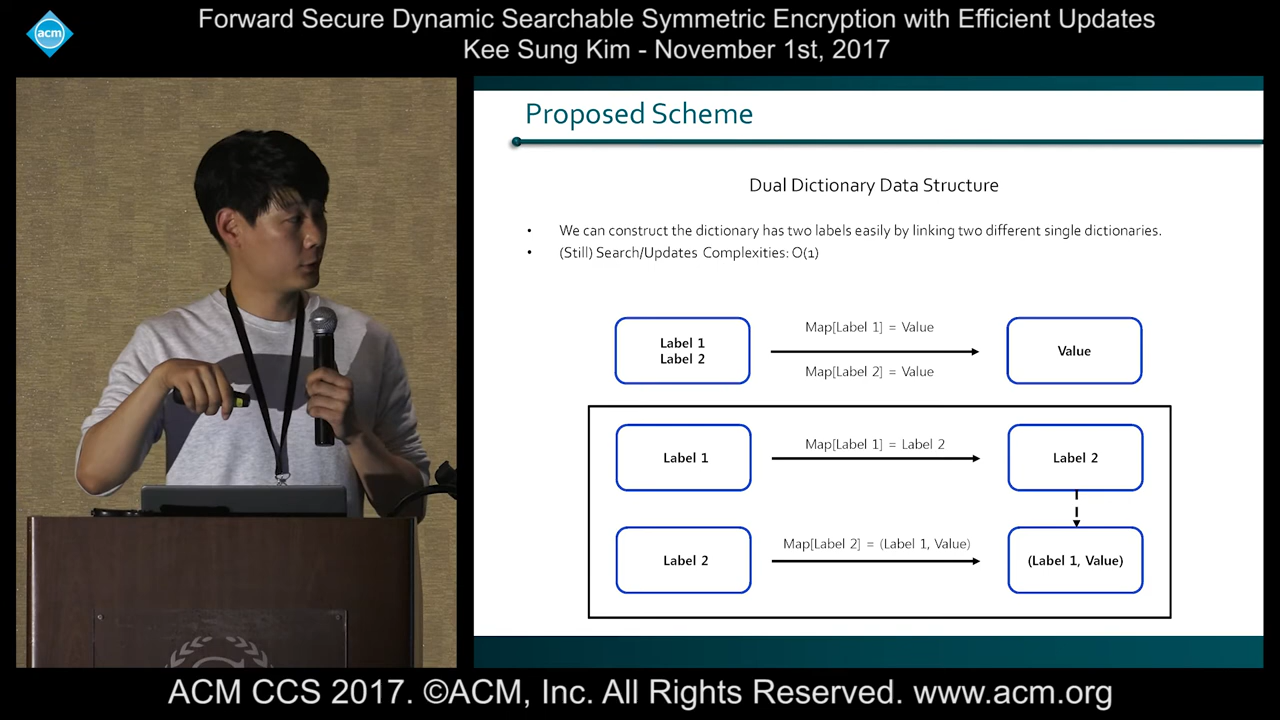 acm
Forward Secure Dynamic Searchable Symmetric Encryption with Efficient Updates
Kee Sung Kim - November 1st, 2017
Proposed Scheme
Dual Dictionary Data Structure
• We can construct the dictionary has two labels easily by linking two different single dictionaries.
• (Still) Search/Updates Complexities: O(1)
Label 1
Label 2
Map[Label 1] = Value
Map[Label 2] = Value
Value
Label 1
Map[Label 1] = Label 2
Label 2
Label 2
Map[Label 2] = (Label 1, Value)
(Label 1, Value)
ACM CCS 2017. ©ACM, Inc. All Rights Reserved. www.acm.org